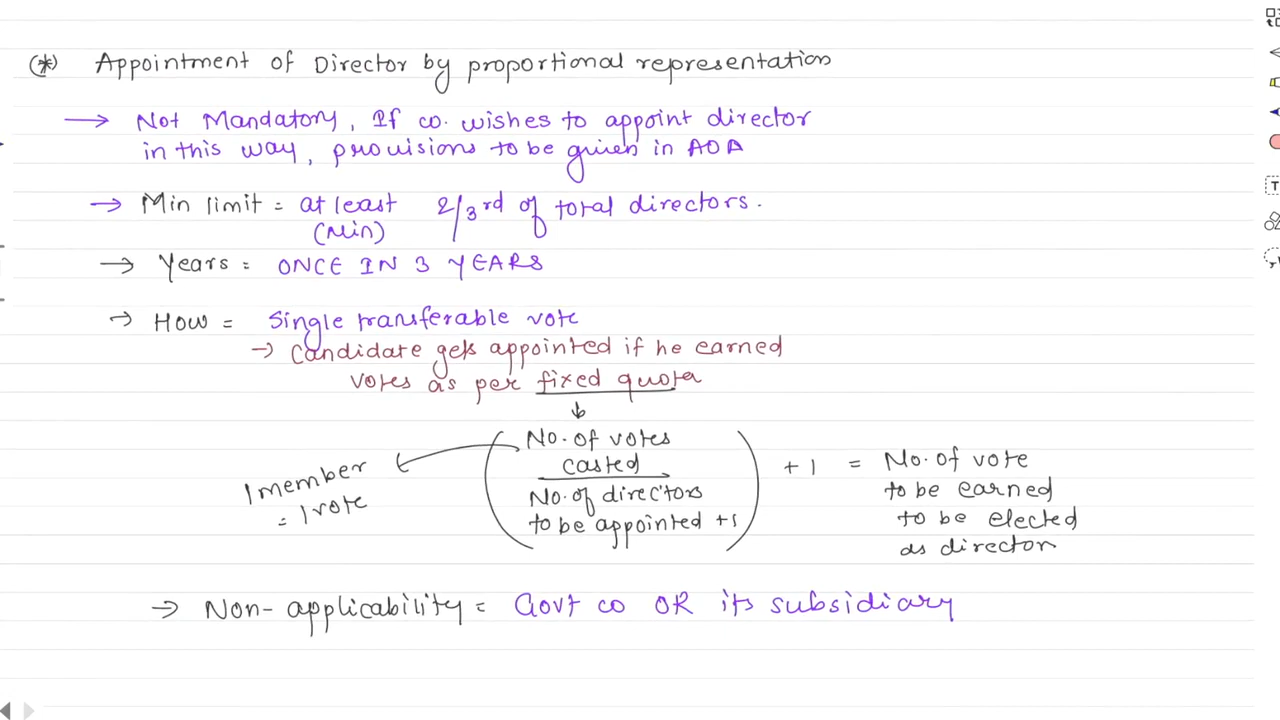 (*) Appointment of Director by proportional representation
→ Not Mandatory, If co. wishes to appoint director
in this way, provisions to be given in AOA
→ Min limit = at least 2/3rd of total directors.
(Min)
→ Years = ONCE IN 3 YEARS
→ How = Single transferable vote
→ Candidate gets appointed if he earned
votes as per fixed quota
No. of votes
casted
No. of directors
to be appointed +1
+1 = No. of vote
to be earned
to be elected
as director
1 member
= 1 vote
→ Non-applicability = Govt co OR its subsidiary